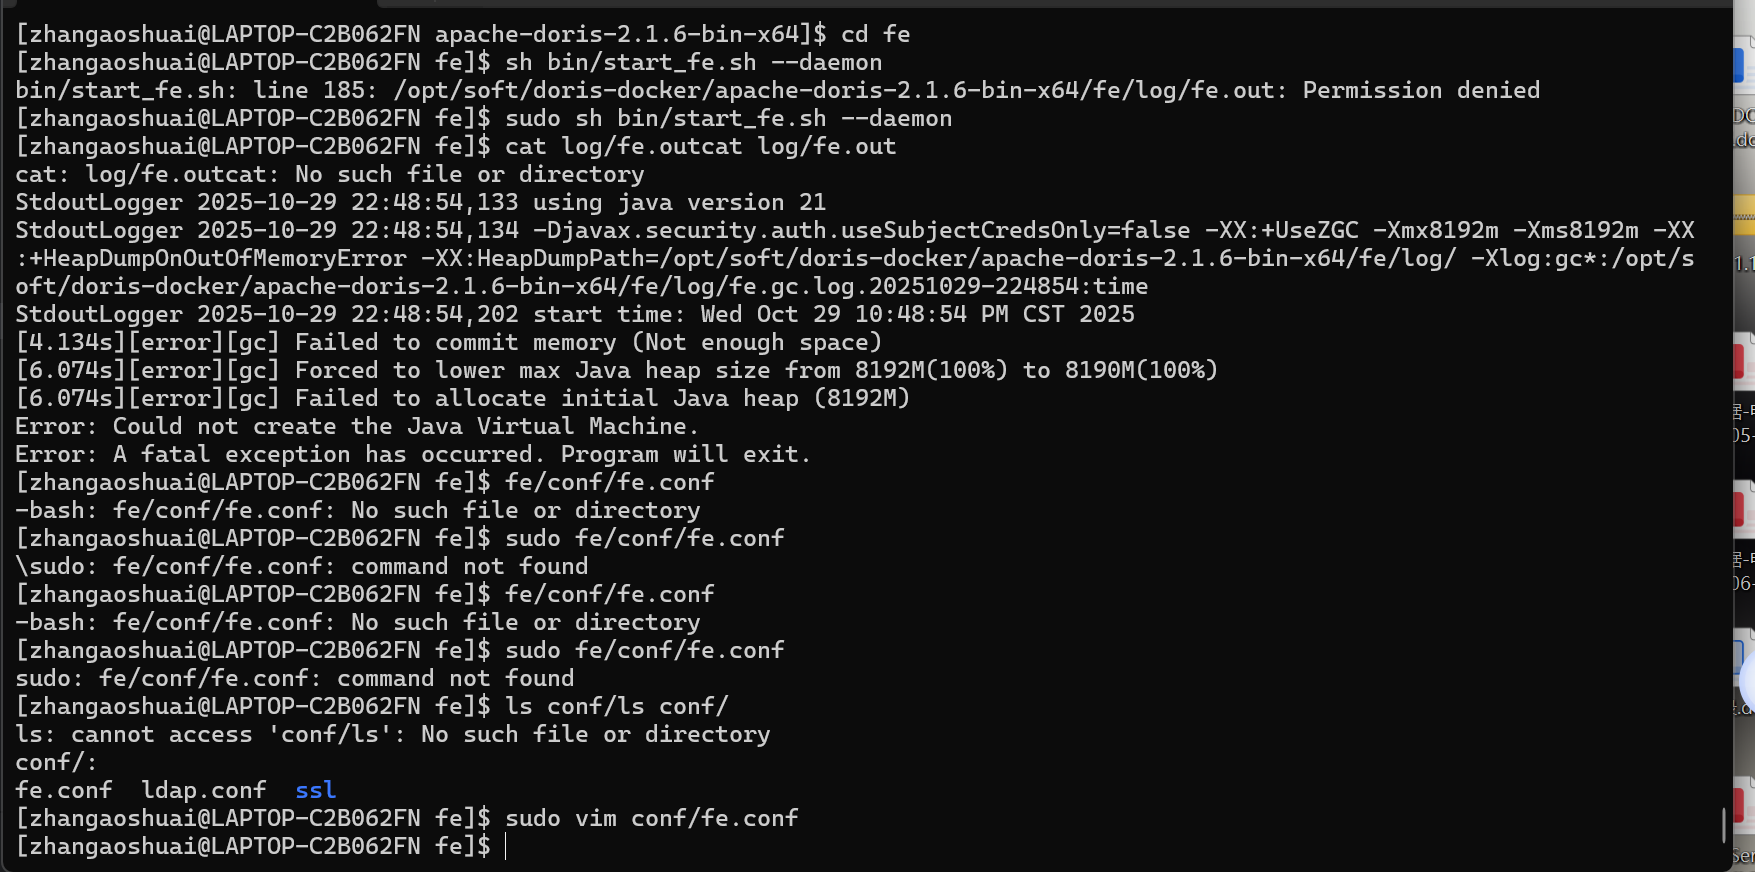 [zhangaoshuai@LAPTOP-C2B062FN apache-doris-2.1.6-bin-x64]$ cd fe
[zhangaoshuai@LAPTOP-C2B062FN fe]$ sh bin/start_fe.sh --daemon
bin/start_fe.sh: line 185: /opt/soft/doris-docker/apache-doris-2.1.6-bin-x64/fe/log/fe.out: Permission denied
[zhangaoshuai@LAPTOP-C2B062FN fe]$ sudo sh bin/start_fe.sh --daemon
[zhangaoshuai@LAPTOP-C2B062FN fe]$ cat log/fe.outcat log/fe.out
cat: log/fe.outcat: No such file or directory
StdoutLogger 2025-10-29 22:48:54,133 using java version 21
StdoutLogger 2025-10-29 22:48:54,134 -Djavax.security.auth.useSubjectCredsOnly=false -XX:+UseZGC -Xmx8192m -Xms8192m -XX
:+HeapDumpOnOutOfMemoryError -XX:HeapDumpPath=/opt/soft/doris-docker/apache-doris-2.1.6-bin-x64/fe/log/ -Xlog:gc*:/opt/s
oft/doris-docker/apache-doris-2.1.6-bin-x64/fe/log/fe.gc.log.20251029-224854:time
StdoutLogger 2025-10-29 22:48:54,202 start time: Wed Oct 29 10:48:54 PM CST 2025
[4.134s][error][gc] Failed to commit memory (Not enough space)
[6.074s][error][gc] Forced to lower max Java heap size from 8192M(100%) to 8190M(100%)
[6.074s][error][gc] Failed to allocate initial Java heap (8192M)
Error: Could not create the Java Virtual Machine.
Error: A fatal exception has occurred. Program will exit.
[zhangaoshuai@LAPTOP-C2B062FN fe]$ fe/conf/fe.conf
-bash: fe/conf/fe.conf: No such file or directory
[zhangaoshuai@LAPTOP-C2B062FN fe]$ sudo fe/conf/fe.conf
\sudo: fe/conf/fe.conf: command not found
[zhangaoshuai@LAPTOP-C2B062FN fe]$ fe/conf/fe.conf
-bash: fe/conf/fe.conf: No such file or directory
[zhangaoshuai@LAPTOP-C2B062FN fe]$ sudo fe/conf/fe.conf
sudo: fe/conf/fe.conf: command not found
[zhangaoshuai@LAPTOP-C2B062FN fe]$ ls conf/ls conf/
ls: cannot access 'conf/ls': No such file or directory
conf/:
fe.conf  ldap.conf  ssl
[zhangaoshuai@LAPTOP-C2B062FN fe]$ sudo vim conf/fe.conf
[zhangaoshuai@LAPTOP-C2B062FN fe]$